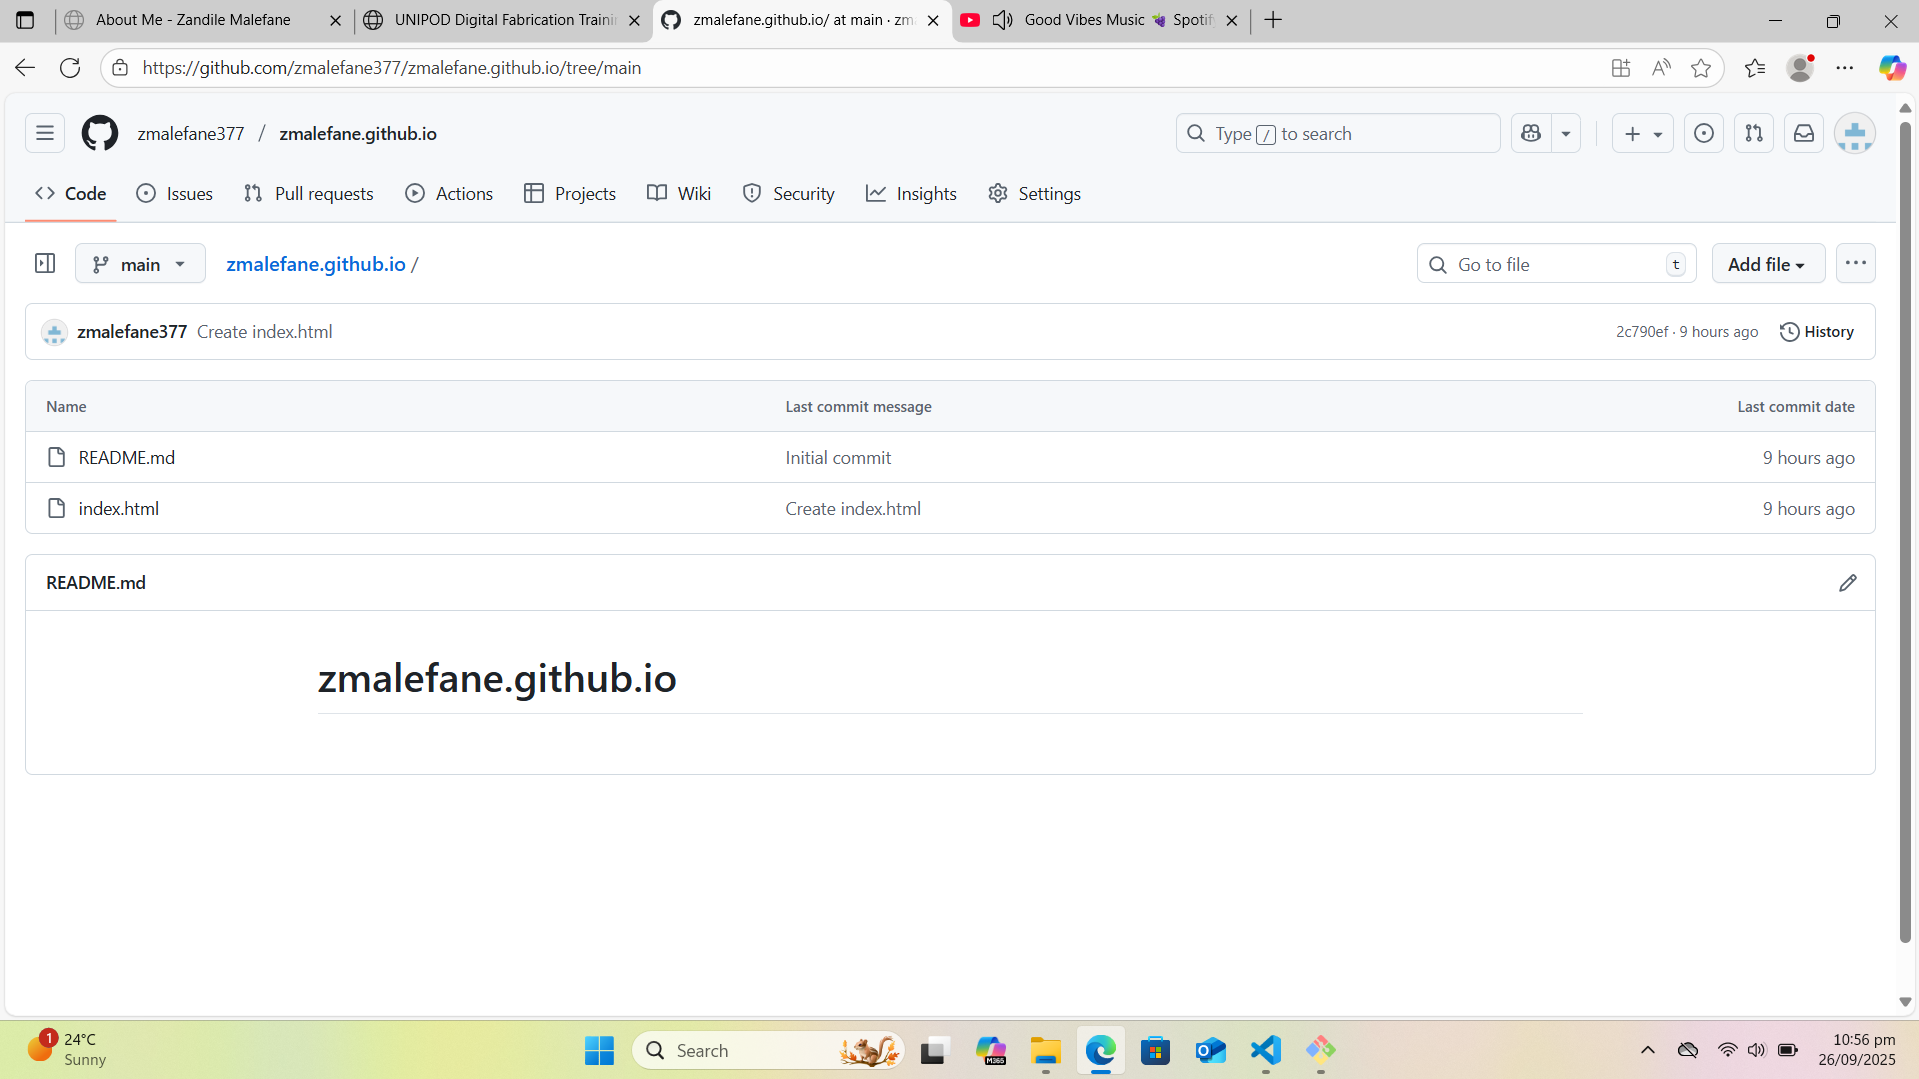 About Me - Zandile Malefane
UNIPOD Digital Fabrication Trainin
zmalefane.github.io/ at main · zm
Good Vibes Music 🍇 Spotif
https://github.com/zmalefane377/zmalefane.github.io/tree/main
zmalefane377 / zmalefane.github.io
Type / to search
Code
Issues
Pull requests
Actions
Projects
Wiki
Security
Insights
Settings
main
zmalefane.github.io /
Go to file
t
Add file
zmalefane377 Create index.html
2c790ef · 9 hours ago
History
Name
Last commit message
Last commit date
README.md
Initial commit
9 hours ago
index.html
Create index.html
9 hours ago
README.md
zmalefane.github.io
1
24°C
Sunny
Search
M365
10:56 pm
26/09/2025